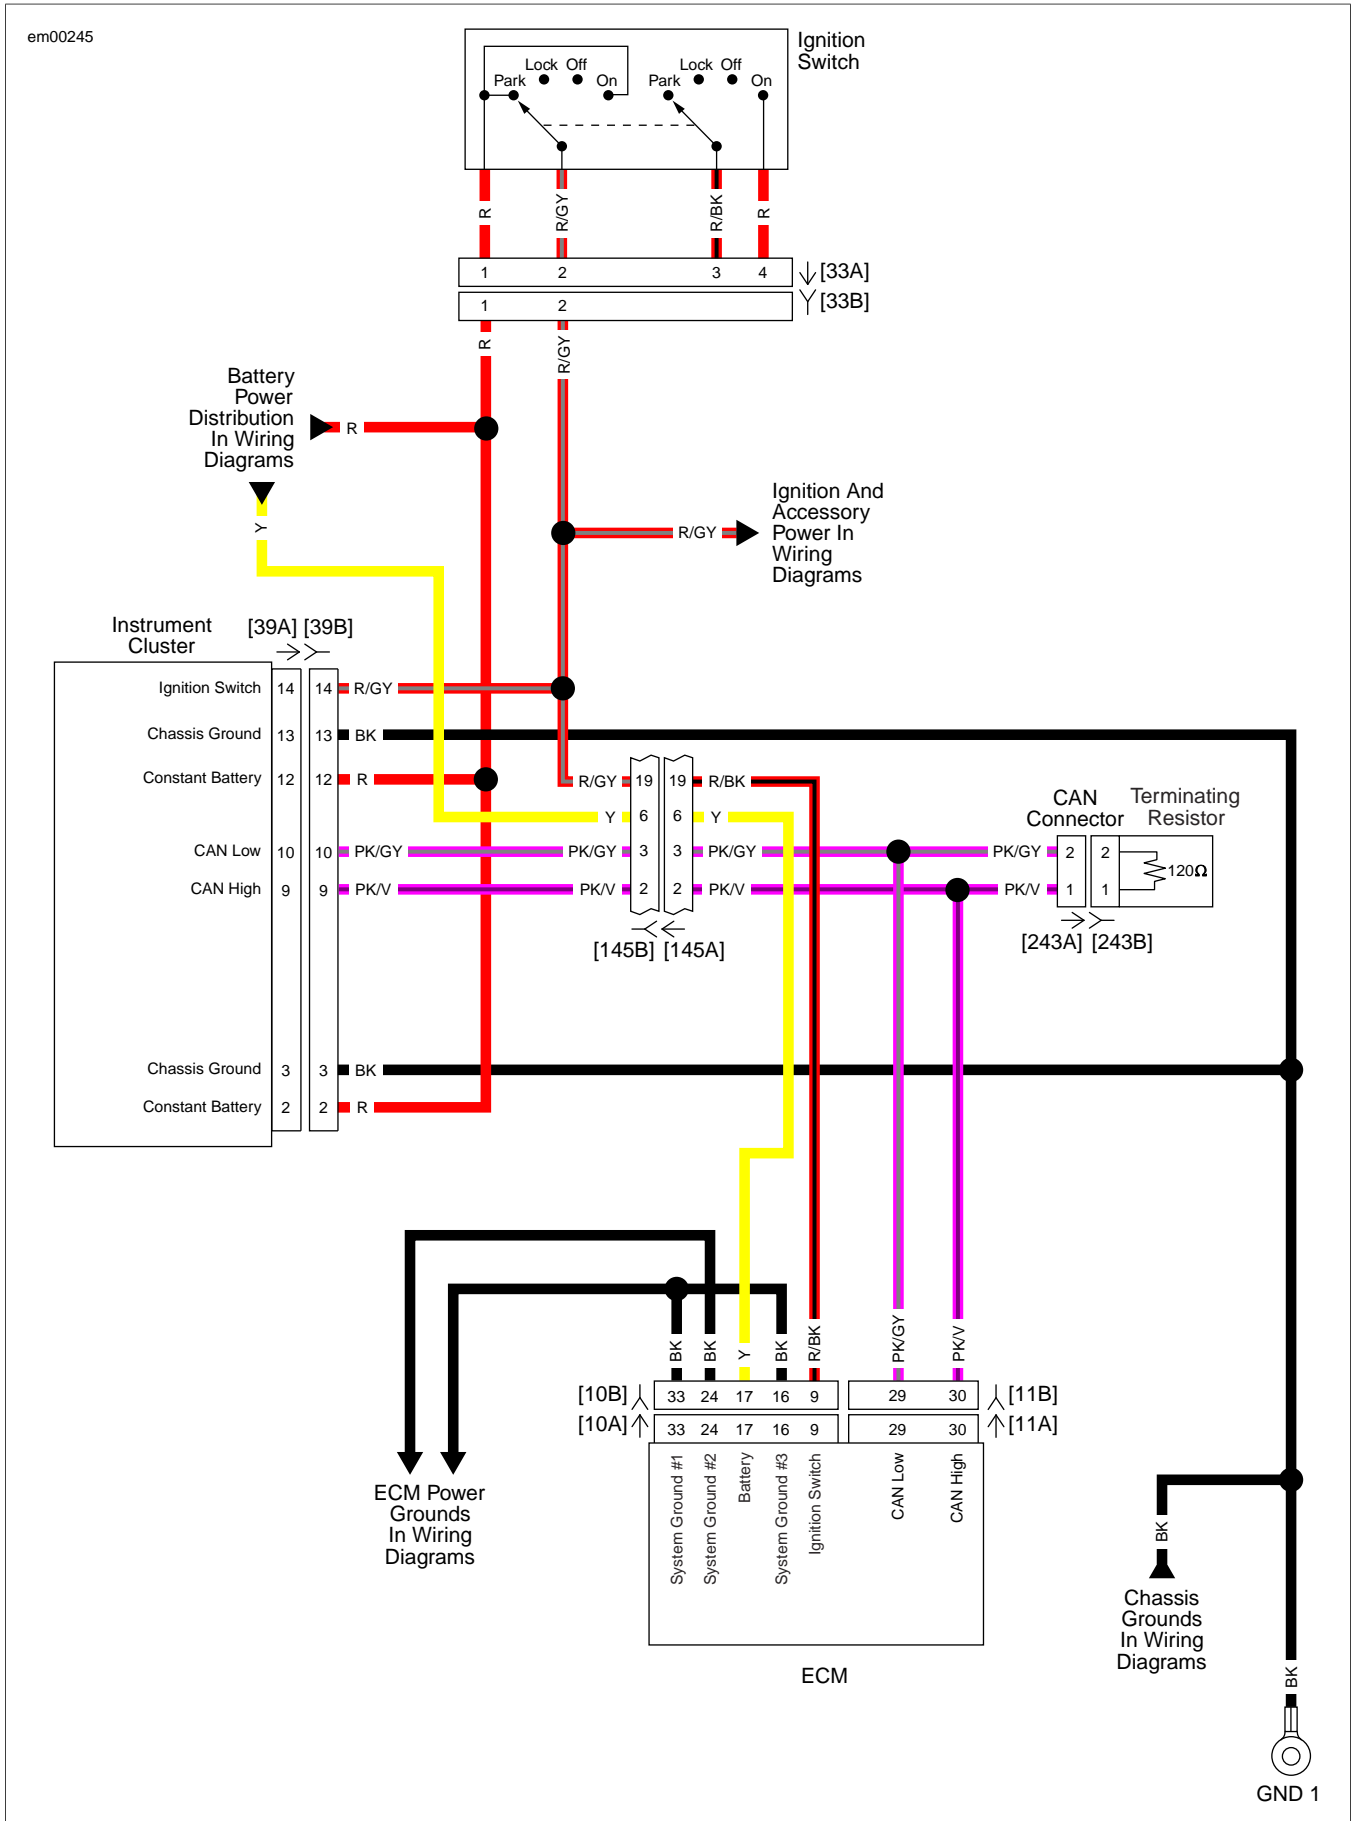 em00245
Ignition
Switch
Lock Off
Park On
Lock Off
Park On
R
R/GY
R/BK
R
1 2 3 4 [33A]
1 2 [33B]
R
R/GY
Battery
Power
Distribution
In Wiring
Diagrams
R
Y
Ignition And
Accessory
Power In
Wiring
Diagrams
R/GY
Instrument
Cluster
[39A] [39B]
Ignition Switch 14 14 R/GY
Chassis Ground 13 13 BK
Constant Battery 12 12 R
R/GY 19 19 R/BK
Y 6 6 Y
CAN Low 10 10 PK/GY PK/GY 3 3 PK/GY PK/GY 2 2
CAN High 9 9 PK/V PK/V 2 2 PK/V PK/V 1 1
CAN
Connector
Terminating
Resistor
120Ω
[145B] [145A]
[243A] [243B]
Chassis Ground 3 3 BK
Constant Battery 2 2 R
BK
BK
Y
BK
R/BK
PK/GY
PK/V
[10B] 33 24 17 16 9 29 30 [11B]
[10A] 33 24 17 16 9 29 30 [11A]
System Ground #1
System Ground #2
Battery
System Ground #3
Ignition Switch
CAN Low
CAN High
ECM
ECM Power
Grounds
In Wiring
Diagrams
BK
Chassis
Grounds
In Wiring
Diagrams
BK
GND 1